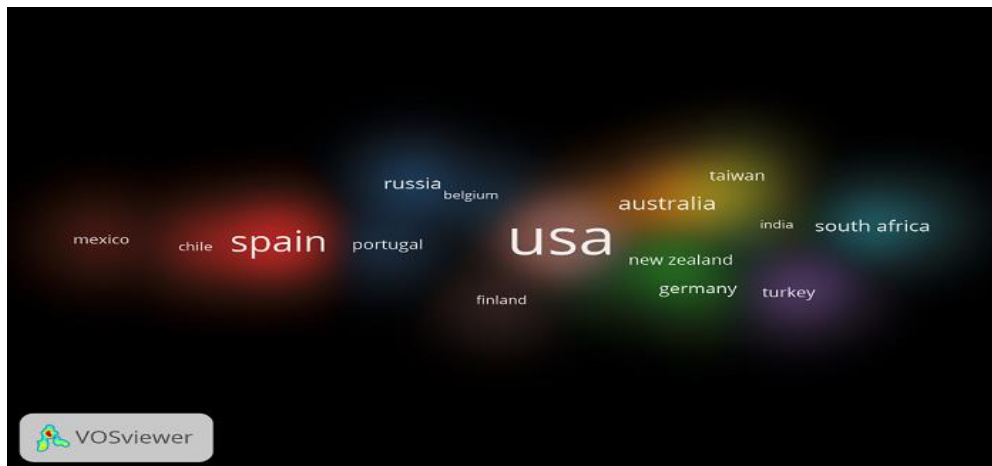 taiwan
russia
belgium
australia
india
south africa
mexico
chile
spain
portugal
usa
new zealand
germany
turkey
finland
VOSviewer